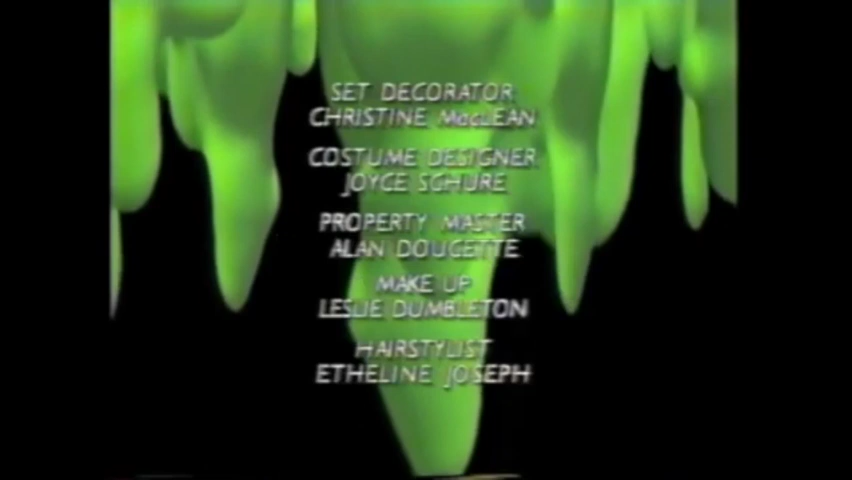 SET DECORATOR
CHRISTINE MacLEAN
COSTUME DESIGNER
JOYCE SCHURE
PROPERTY MASTER
ALAN DOUCETTE
MAKE UP
LESLIE DUMBLETON
HAIRSTYLIST
ETHELINE JOSEPH